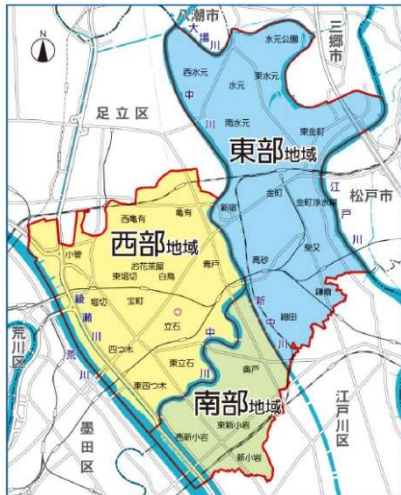 八潮市
三郷市
N
大場川
水元公園
西水元
東水元
水元
足立区
中川
南水元
東金町
東部地域
金町
金町浄水場
松戸市
江戸川
新宿
西亀有
亀有
西部地域
小菅
お花茶屋
白鳥
東堀切
青戸
高砂
柴又
鎌倉
綾瀬川
堀切
宝町
新中川
細田
荒川区
荒川
立石
四つ木
中川
東立石
奥戸
東四つ木
南部地域
江戸川区
墨田区
東新小岩
西新小岩
新小岩